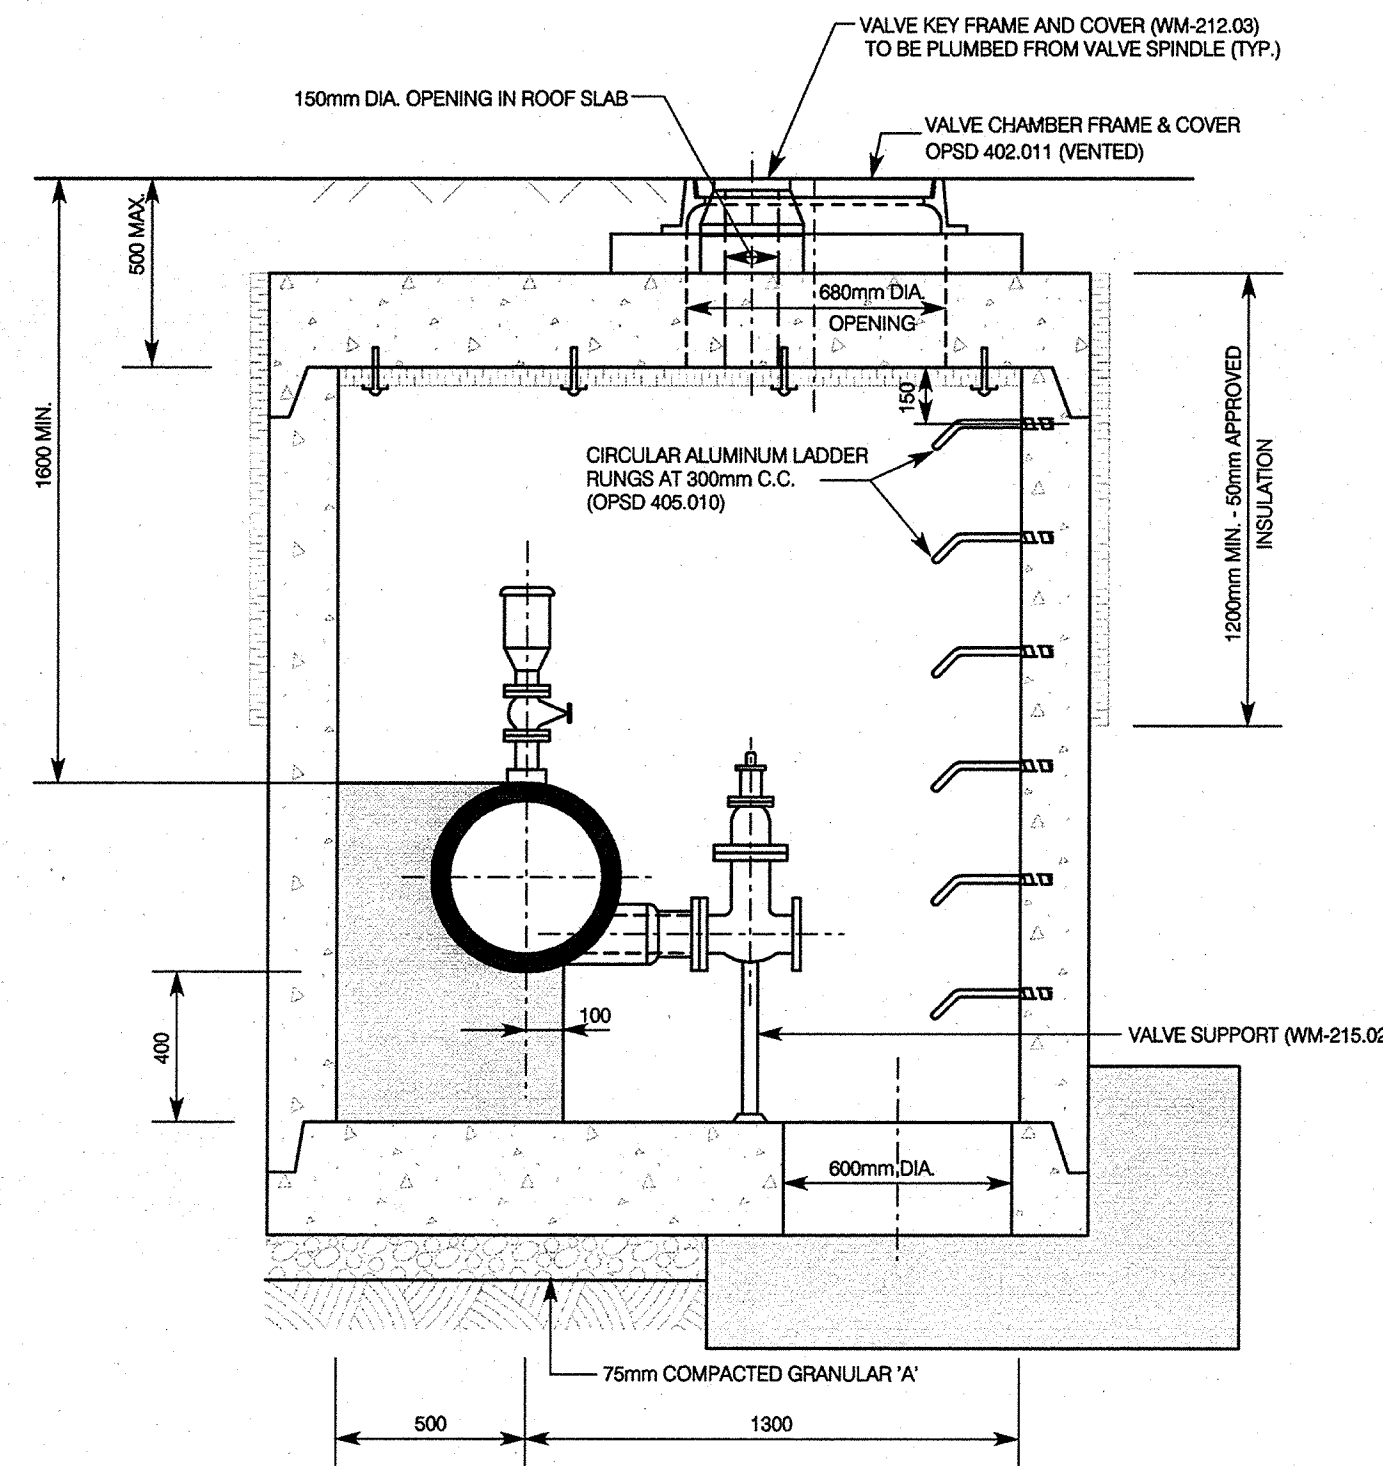 VALVE KEY FRAME AND COVER (WM-212.03)
TO BE PLUMBED FROM VALVE SPINDLE (TYP.)
150mm DIA. OPENING IN ROOF SLAB
VALVE CHAMBER FRAME & COVER
OPSD 402.011 (VENTED)
500 MAX.
680mm DIA.
OPENING
1600 MIN.
150
1200mm MIN. - 50mm APPROVED
INSULATION
CIRCULAR ALUMINUM LADDER
RUNGS AT 300mm C.C.
(OPSD 405.010)
400
100
VALVE SUPPORT (WM-215.02
600mm DIA.
75mm COMPACTED GRANULAR 'A'
500
1300